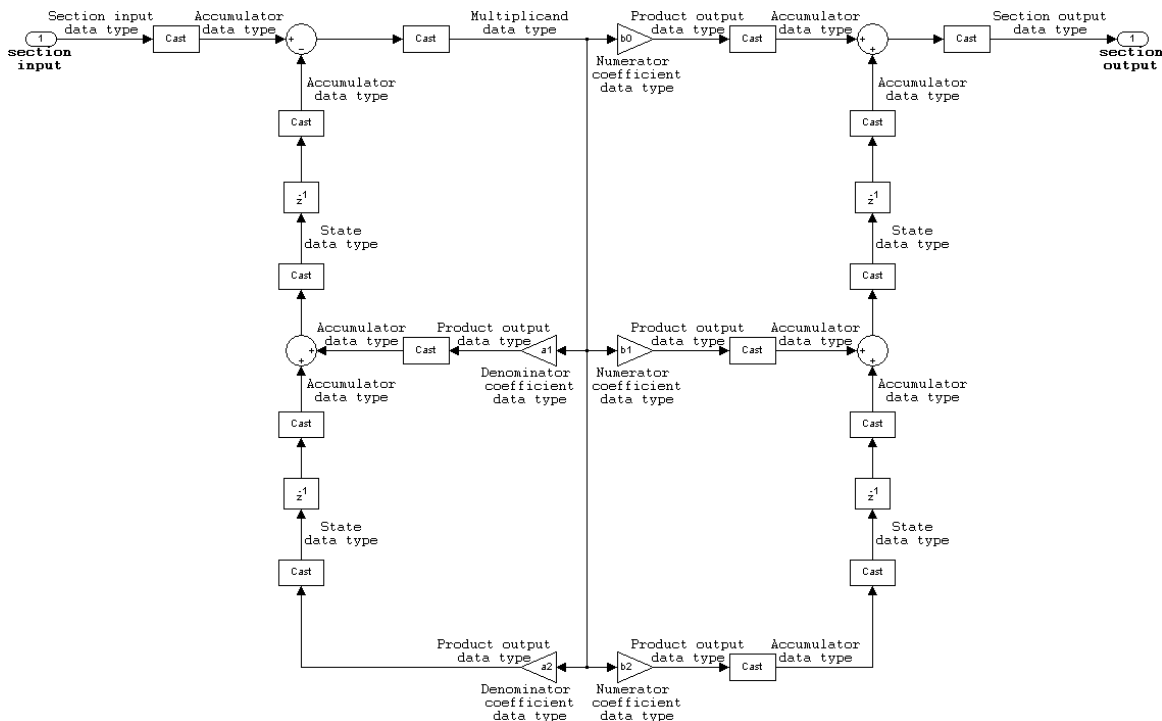 Section input
data type
Accumulator
data type
Multiplicand
data type
Product output
data type
Accumulator
data type
Section output
data type
1
section
input
Cast
+
−
Cast
b0
Cast
+
+
Cast
1
section
output
Numerator
coefficient
data type
Accumulator
data type
Accumulator
data type
Cast
Cast
z-1
z-1
State
data type
State
data type
Cast
Cast
Accumulator
data type
Product output
data type
Product output
data type
Accumulator
data type
+
+
Cast
a1
b1
Cast
+
+
Denominator
coefficient
data type
Numerator
coefficient
data type
Accumulator
data type
Accumulator
data type
Cast
Cast
z-1
z-1
State
data type
State
data type
Cast
Cast
Product output
data type
Product output
data type
Accumulator
data type
a2
b2
Cast
Denominator
coefficient
data type
Numerator
coefficient
data type